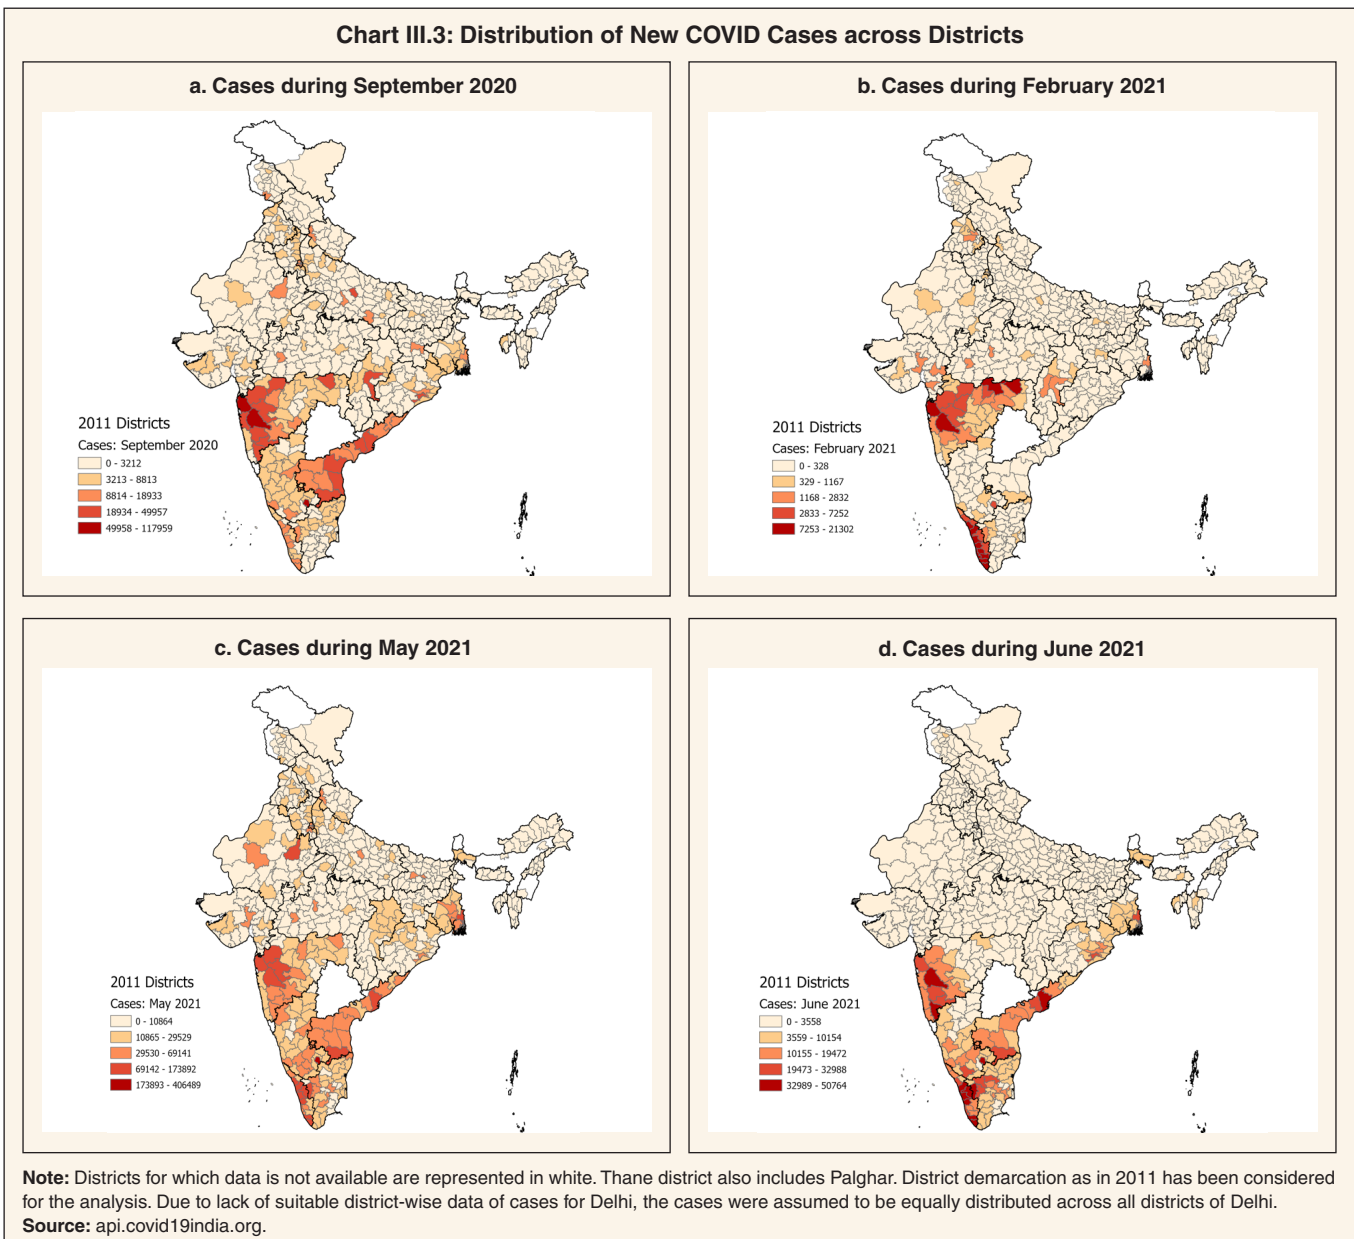 Chart III.3: Distribution of New COVID Cases across Districts
a. Cases during September 2020
2011 Districts
Cases: September 2020
0 - 3212
3213 - 8813
8814 - 18933
18934 - 49957
49958 - 117959
b. Cases during February 2021
2011 Districts
Cases: February 2021
0 - 328
329 - 1167
1168 - 2832
2833 - 7252
7253 - 21302
c. Cases during May 2021
2011 Districts
Cases: May 2021
0 - 10864
10865 - 29529
29530 - 69141
69142 - 173892
173893 - 406489
d. Cases during June 2021
2011 Districts
Cases: June 2021
0 - 3558
3559 - 10154
10155 - 19472
19473 - 32988
32989 - 50764
Note: Districts for which data is not available are represented in white. Thane district also includes Palghar. District demarcation as in 2011 has been considered
for the analysis. Due to lack of suitable district-wise data of cases for Delhi, the cases were assumed to be equally distributed across all districts of Delhi.
Source: api.covid19india.org.